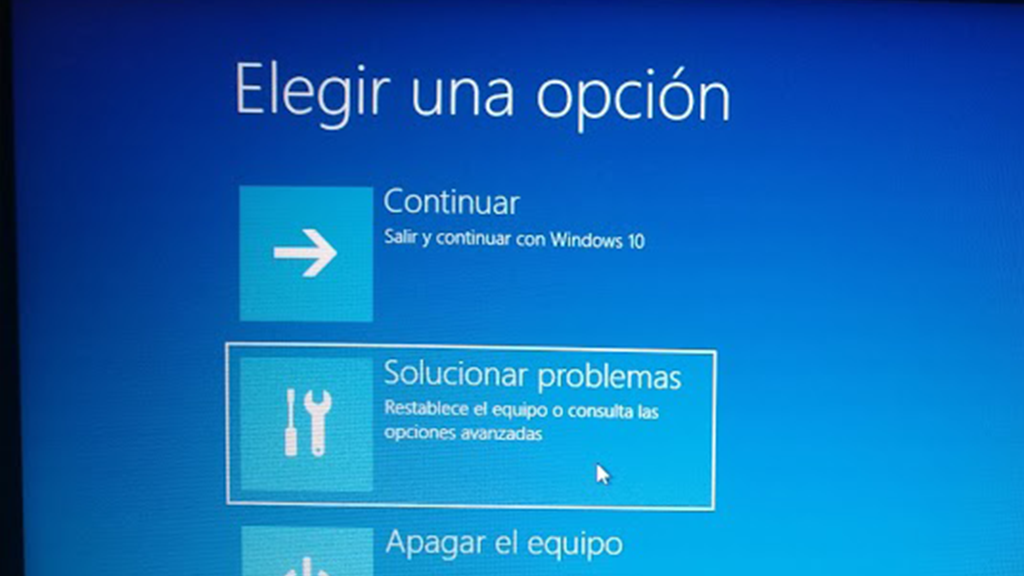 Elegir una opción
Continuar
Salir y continuar con Windows 10
Solucionar problemas
Restablece el equipo o consulta las
opciones avanzadas
Apagar el equipo